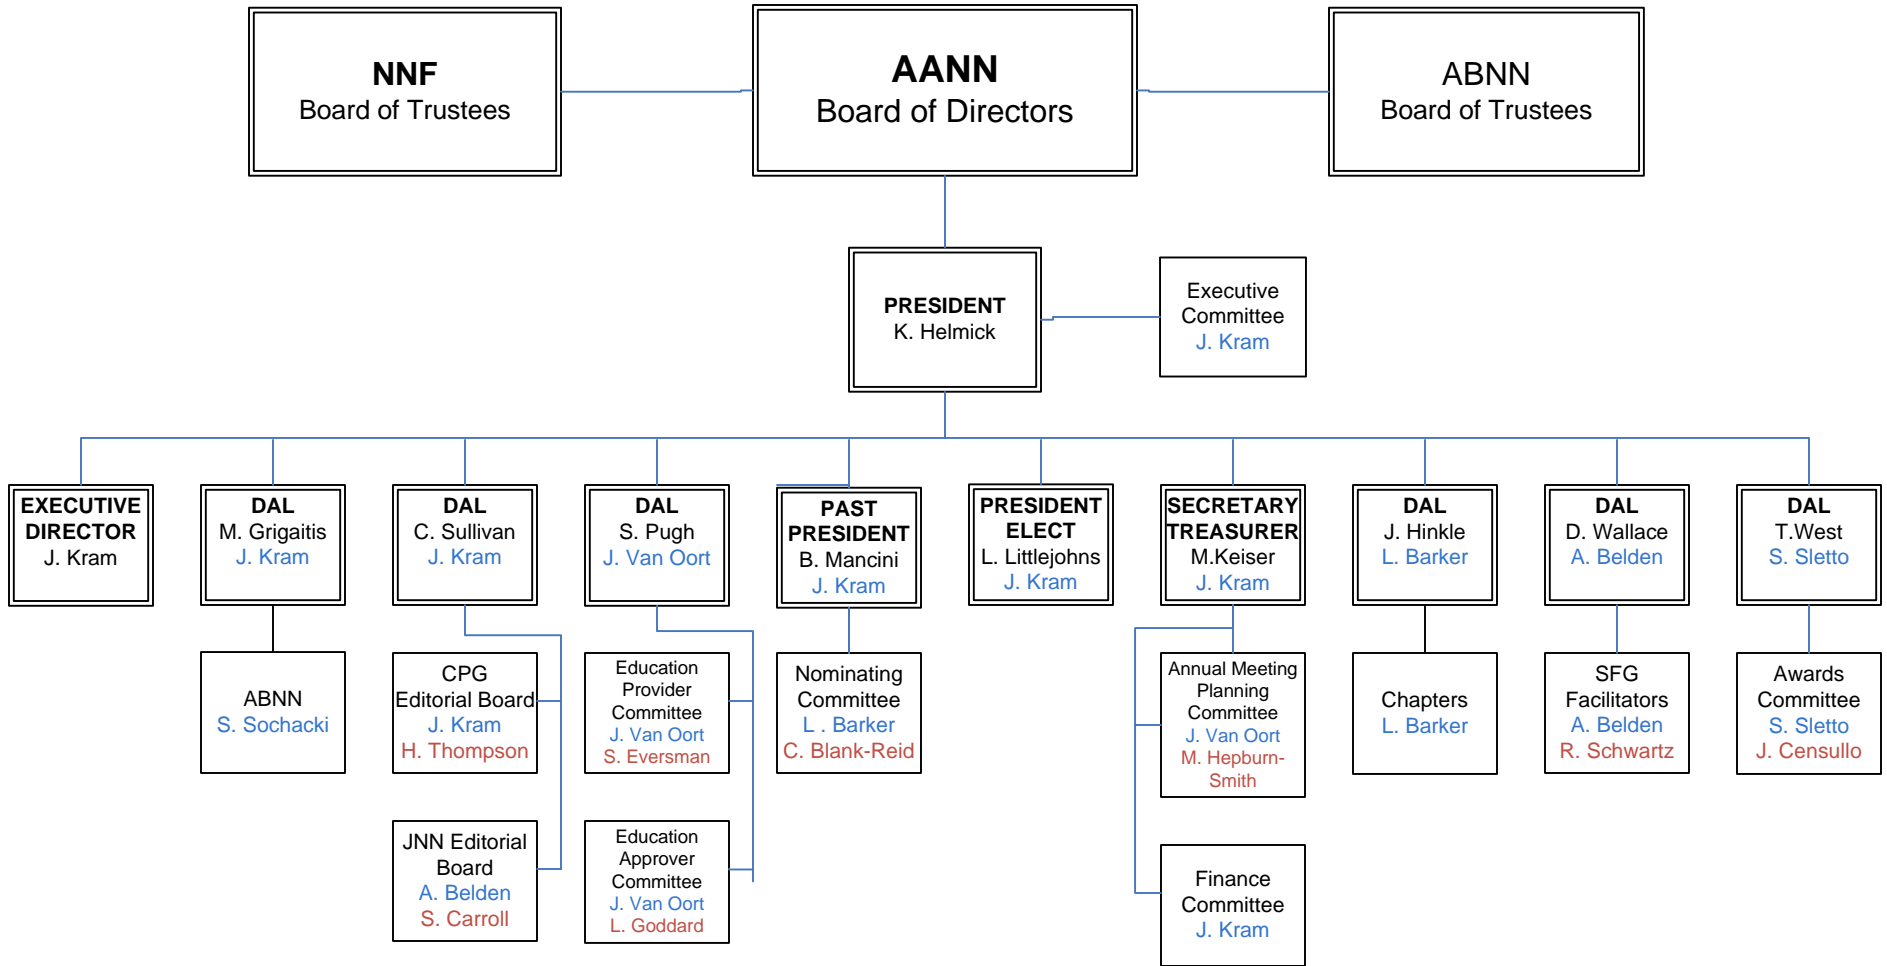 NNF
Board of Trustees
AANN
Board of Directors
ABNN
Board of Trustees
PRESIDENT
K. Helmick
Executive
Committee
J. Kram
EXECUTIVE
DIRECTOR
J. Kram
DAL
M. Grigaitis
J. Kram
DAL
C. Sullivan
J. Kram
DAL
S. Pugh
J. Van Oort
PAST
PRESIDENT
B. Mancini
J. Kram
PRESIDENT
ELECT
L. Littlejohns
J. Kram
SECRETARY
TREASURER
M.Keiser
J. Kram
DAL
J. Hinkle
L. Barker
DAL
D. Wallace
A. Belden
DAL
T.West
S. Sletto
ABNN
S. Sochacki
CPG
Editorial Board
J. Kram
H. Thompson
Education
Provider
Committee
J. Van Oort
S. Eversman
Nominating
Committee
L . Barker
C. Blank-Reid
Annual Meeting
Planning
Committee
J. Van Oort
M. Hepburn-
Smith
Chapters
L. Barker
SFG
Facilitators
A. Belden
R. Schwartz
Awards
Committee
S. Sletto
J. Censullo
JNN Editorial
Board
A. Belden
S. Carroll
Education
Approver
Committee
J. Van Oort
L. Goddard
Finance
Committee
J. Kram